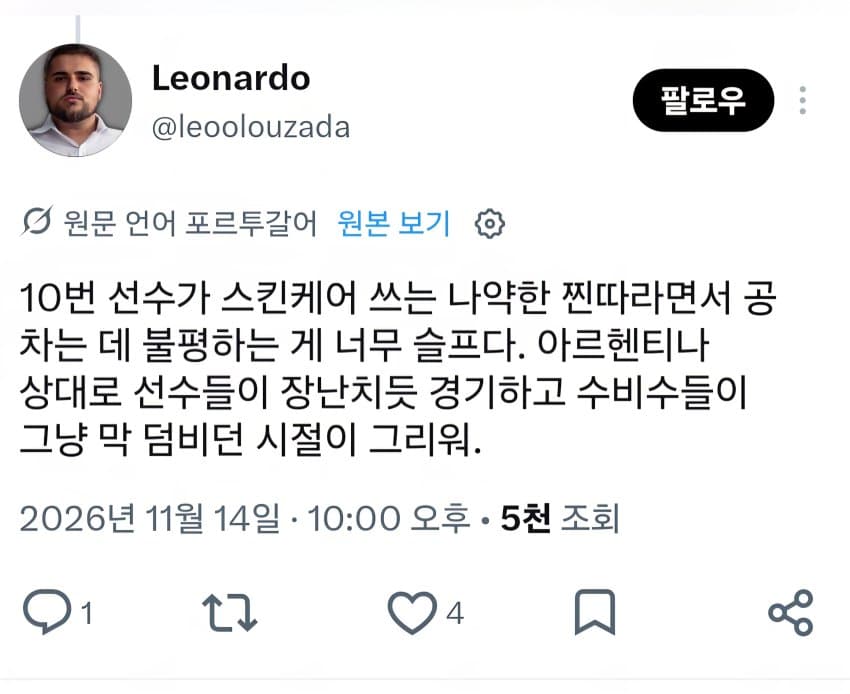 Leonardo
@leoolouzada
팔로우
원문 언어 포르투갈어 원본 보기
10번 선수가 스킨케어 쓰는 나약한 찐따라면서 공
차는 데 불평하는 게 너무 슬프다. 아르헨티나
상대로 선수들이 장난치듯 경기하고 수비수들이
그냥 막 덤비던 시절이 그리워.
2026년 11월 14일 · 10:00 오후 · 5천 조회
1
4